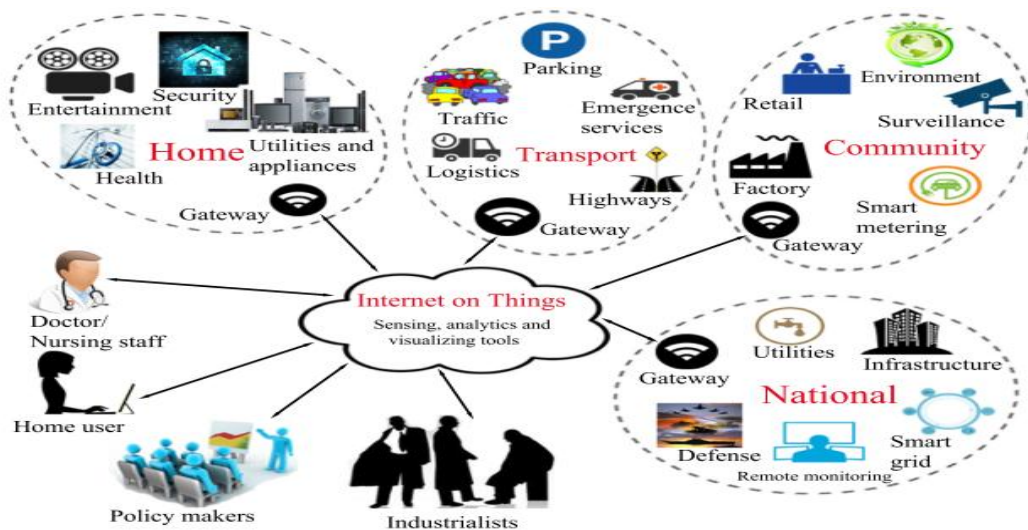 Entertainment
Security
Health
Home
Utilities and
appliances
Gateway
P
Parking
Traffic
Emergence
services
Logistics
Transport
Highways
Gateway
Retail
Environment
Surveillance
Community
Factory
Smart
metering
Gateway
Doctor/
Nursing staff
Home user
Policy makers
Industrialists
Internet on Things
Sensing, analytics and
visualizing tools
Gateway
Utilities
Infrastructure
National
Defense
Remote monitoring
Smart
grid